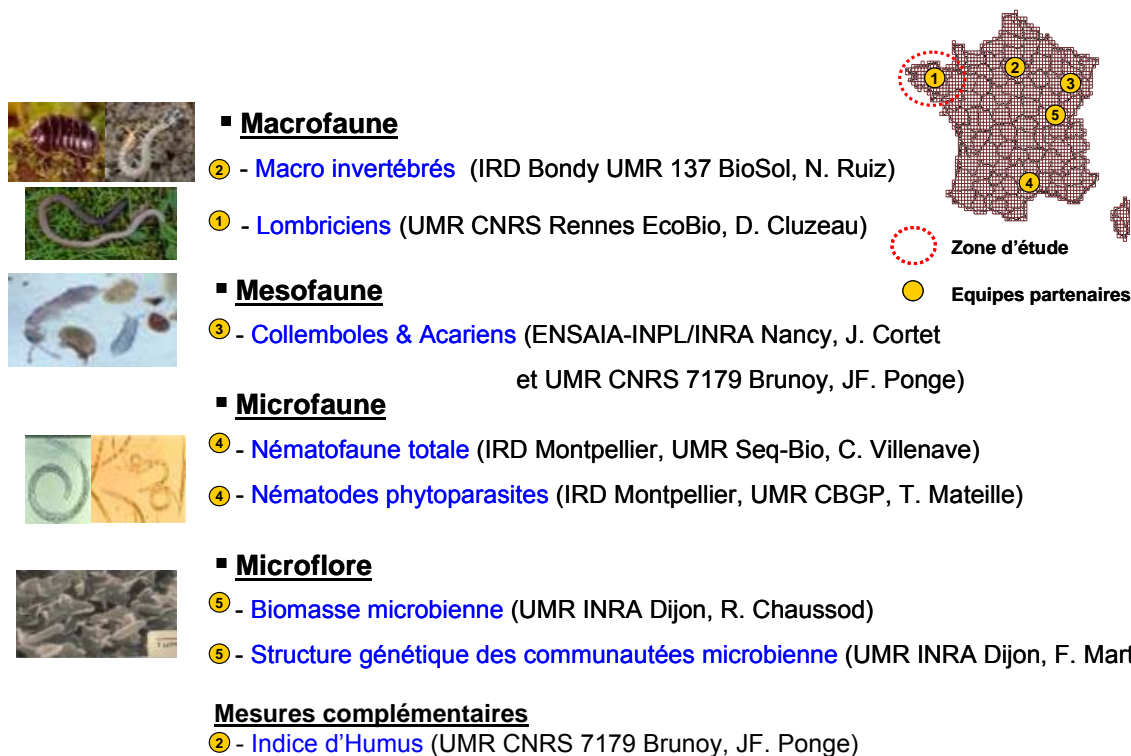 1
2
3
5
4
Zone d'étude
Equipes partenaires
▪ Macrofaune
2 - Macro invertébrés (IRD Bondy UMR 137 BioSol, N. Ruiz)
1 - Lombriciens (UMR CNRS Rennes EcoBio, D. Cluzeau)
▪ Mesofaune
3 - Collemboles & Acariens (ENSAIA-INPL/INRA Nancy, J. Cortet
et UMR CNRS 7179 Brunoy, JF. Ponge)
▪ Microfaune
4 - Nématofaune totale (IRD Montpellier, UMR Seq-Bio, C. Villenave)
4 - Nématodes phytoparasites (IRD Montpellier, UMR CBGP, T. Mateille)
▪ Microflore
5 - Biomasse microbienne (UMR INRA Dijon, R. Chaussod)
5 - Structure génétique des communautées microbienne (UMR INRA Dijon, F. Mart
Mesures complémentaires
2 - Indice d'Humus (UMR CNRS 7179 Brunoy, JF. Ponge)